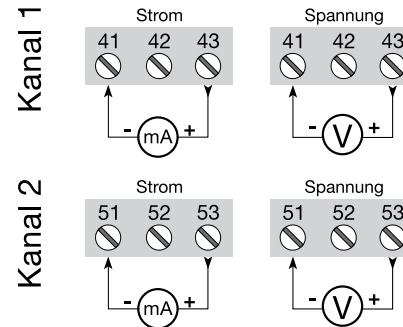 Kanal 1
Strom
41 42 43
- mA +
Spannung
41 42 43
- V +
Kanal 2
Strom
51 52 53
- mA +
Spannung
51 52 53
- V +